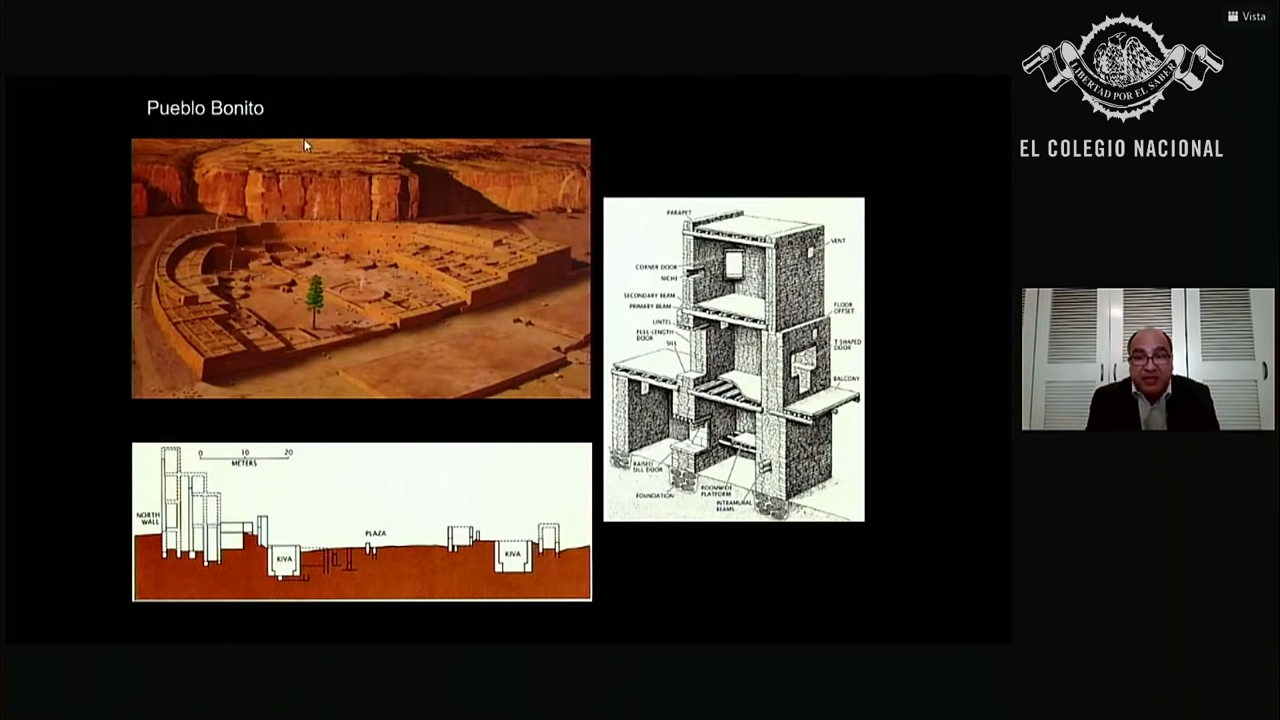 Vista
LIBERTAD POR EL SABER
EL COLEGIO NACIONAL
Pueblo Bonito
PARAPET
VENT
CORNER DOOR
NICHE
SECONDARY BEAM
PRIMARY BEAM
FLOOR
OFFSET
LINTEL
FULL-LENGTH
DOOR
SILL
T SHAPED
DOOR
BALCONY
RAISED
SILL DOOR
FOUNDATION
ROOMWIDE
PLATFORM
INTRAMURAL
BEAMS
0 10 20
METERS
NORTH
WALL
PLAZA
KIVA
KIVA